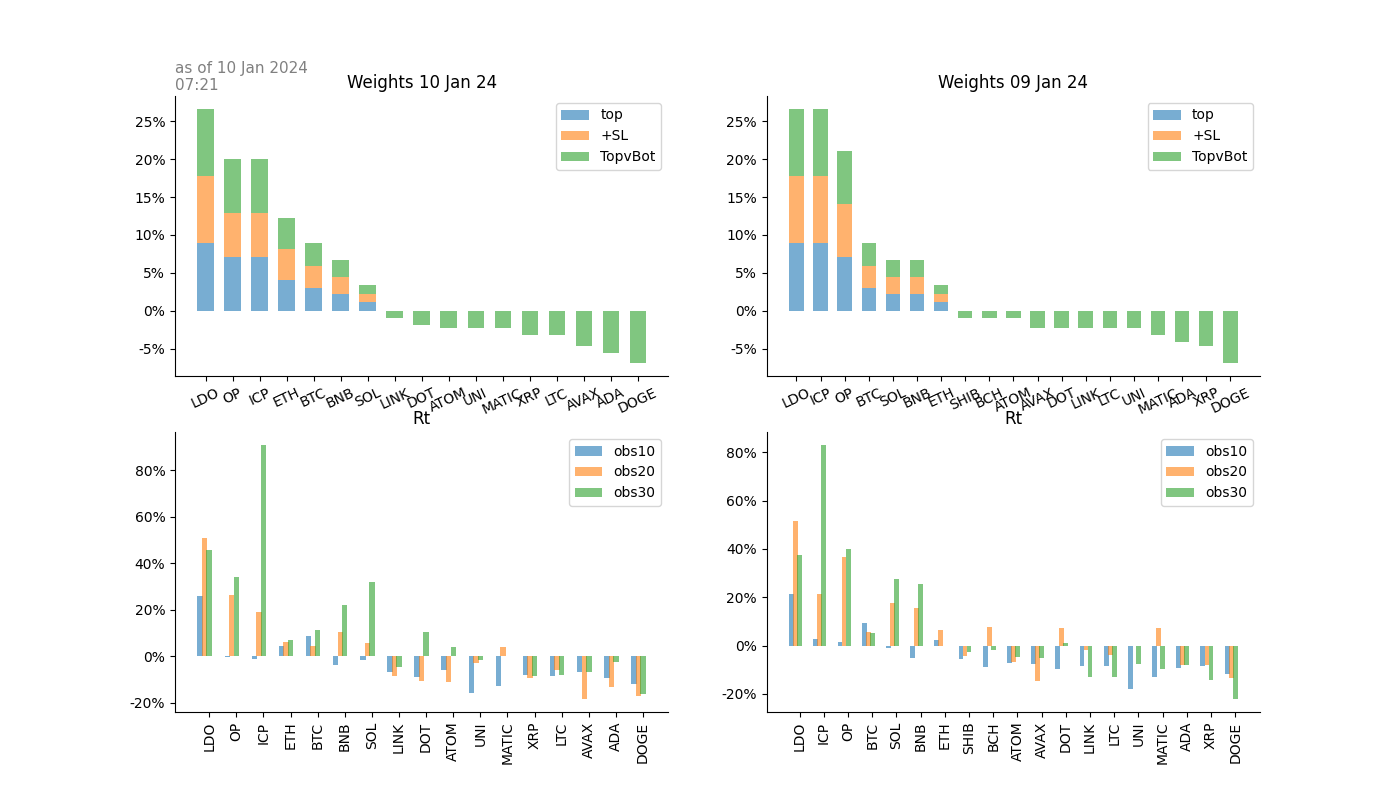 as of 10 Jan 2024
07:21
Weights 10 Jan 24
25%
20%
15%
10%
5%
0%
-5%
top
+SL
TopvBot
LDO OP ICP ETH BTC BNB SOL LINK DOT ATOM UNI MATIC XRP LTC AVAX ADA DOGE
Weights 09 Jan 24
25%
20%
15%
10%
5%
0%
-5%
top
+SL
TopvBot
LDO ICP OP BTC SOL BNB ETH SHIB BCH ATOM AVAX DOT LINK LTC UNI MATIC ADA XRP DOGE
Rt
80%
60%
40%
20%
0%
-20%
obs10
obs20
obs30
LDO OP ICP ETH BTC BNB SOL LINK DOT ATOM UNI MATIC XRP LTC AVAX ADA DOGE
Rt
80%
60%
40%
20%
0%
-20%
obs10
obs20
obs30
LDO ICP OP BTC SOL BNB ETH SHIB BCH ATOM AVAX DOT LINK LTC UNI MATIC ADA XRP DOGE